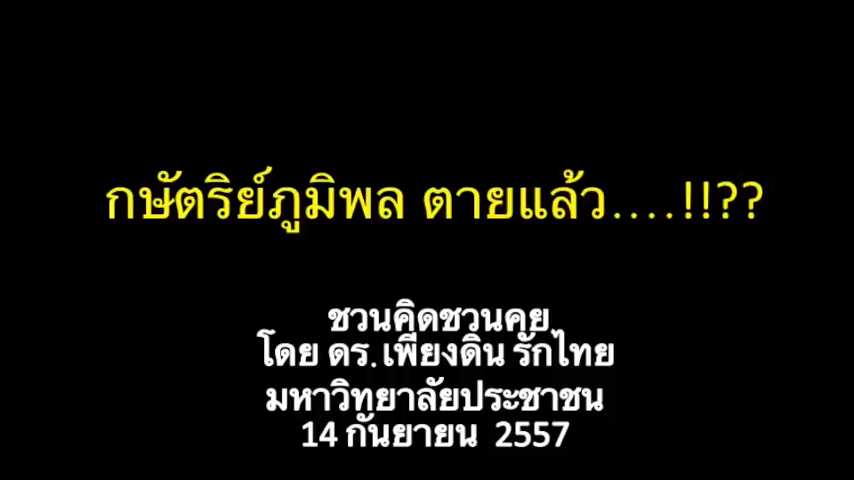 กษัตริย์ภูมิพล ตายแล้ว....!!??
ชวนคิดชวนคุย
โดย ดร.เพียงดิน รักไทย
มหาวิทยาลัยประชาชน
14 กันยายน 2557